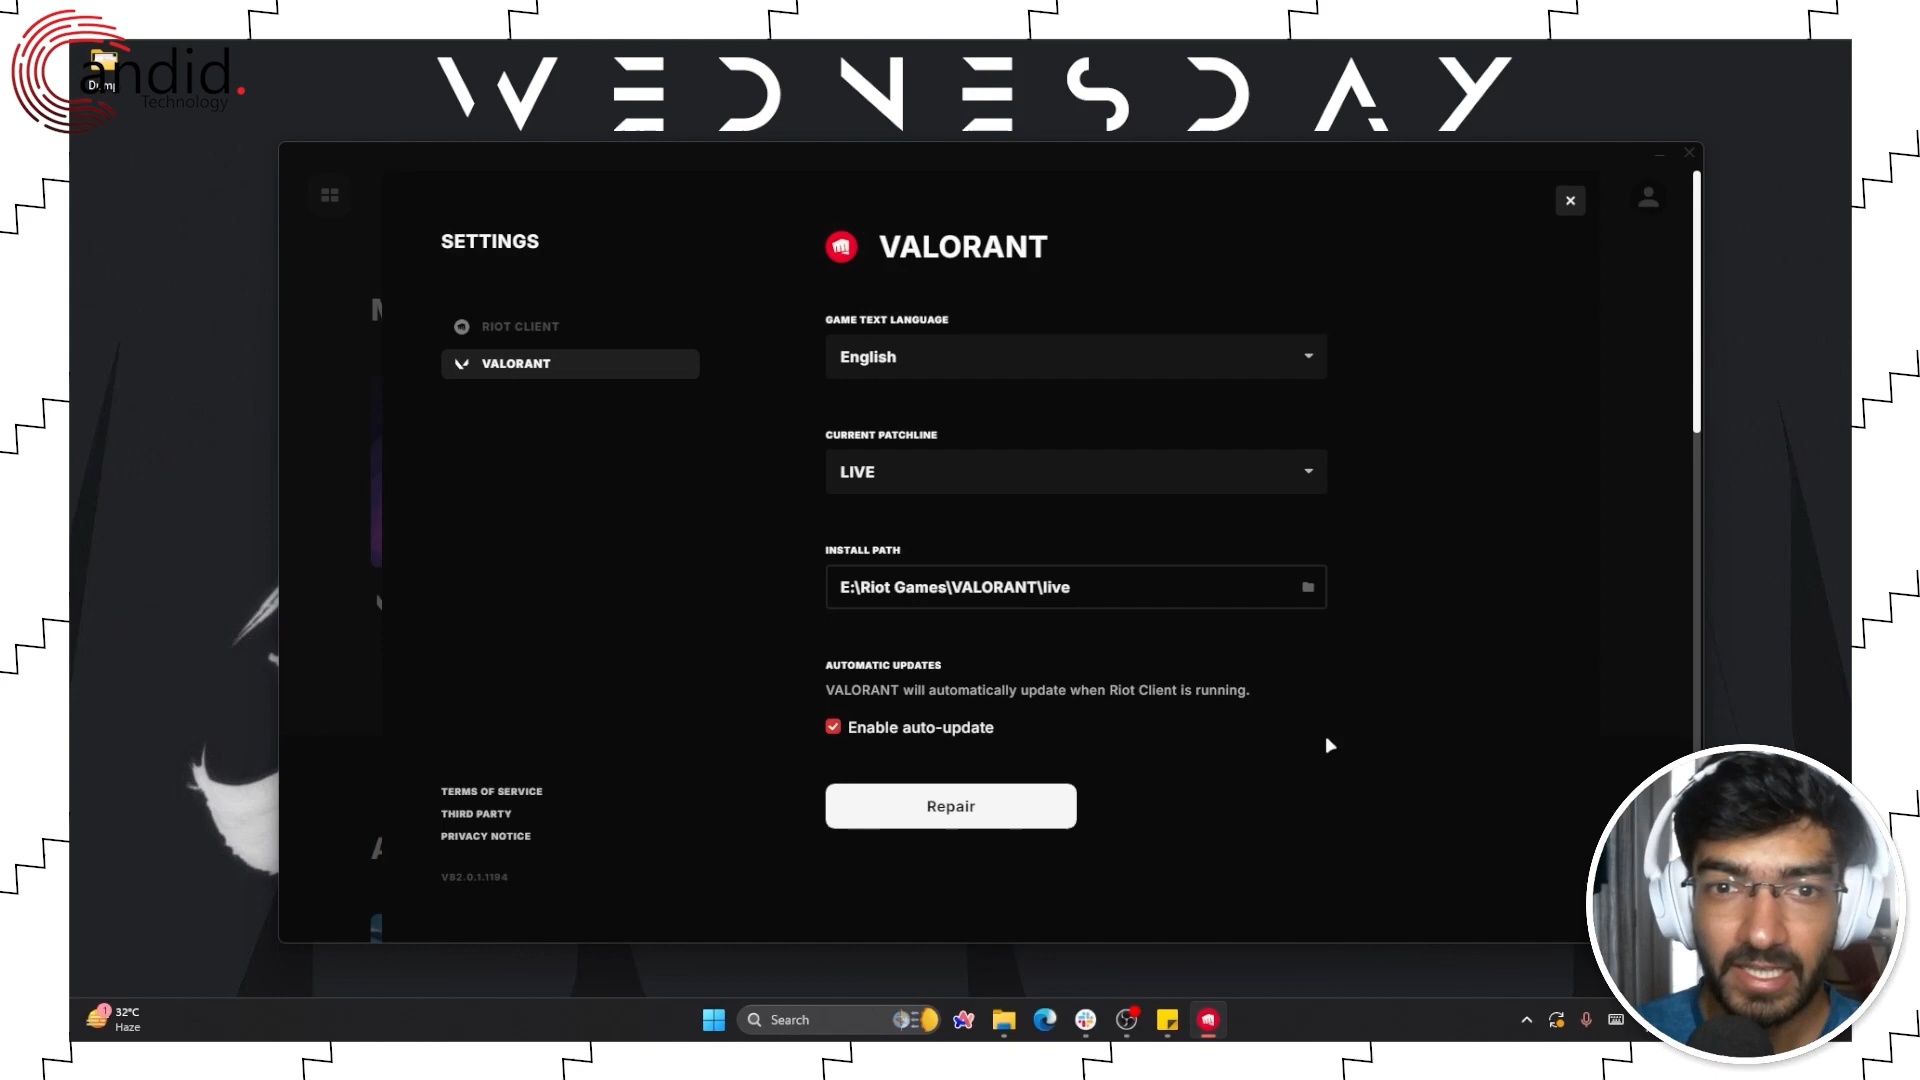 andid.
Technology
WEDNESDAY
SETTINGS
RIOT CLIENT
VALORANT
VALORANT
GAME TEXT LANGUAGE
English
CURRENT PATCHLINE
LIVE
INSTALL PATH
E:\Riot Games\VALORANT\live
AUTOMATIC UPDATES
VALORANT will automatically update when Riot Client is running.
Enable auto-update
Repair
TERMS OF SERVICE
THIRD PARTY
PRIVACY NOTICE
V82.0.1.1194
1
32°C
Haze
Search